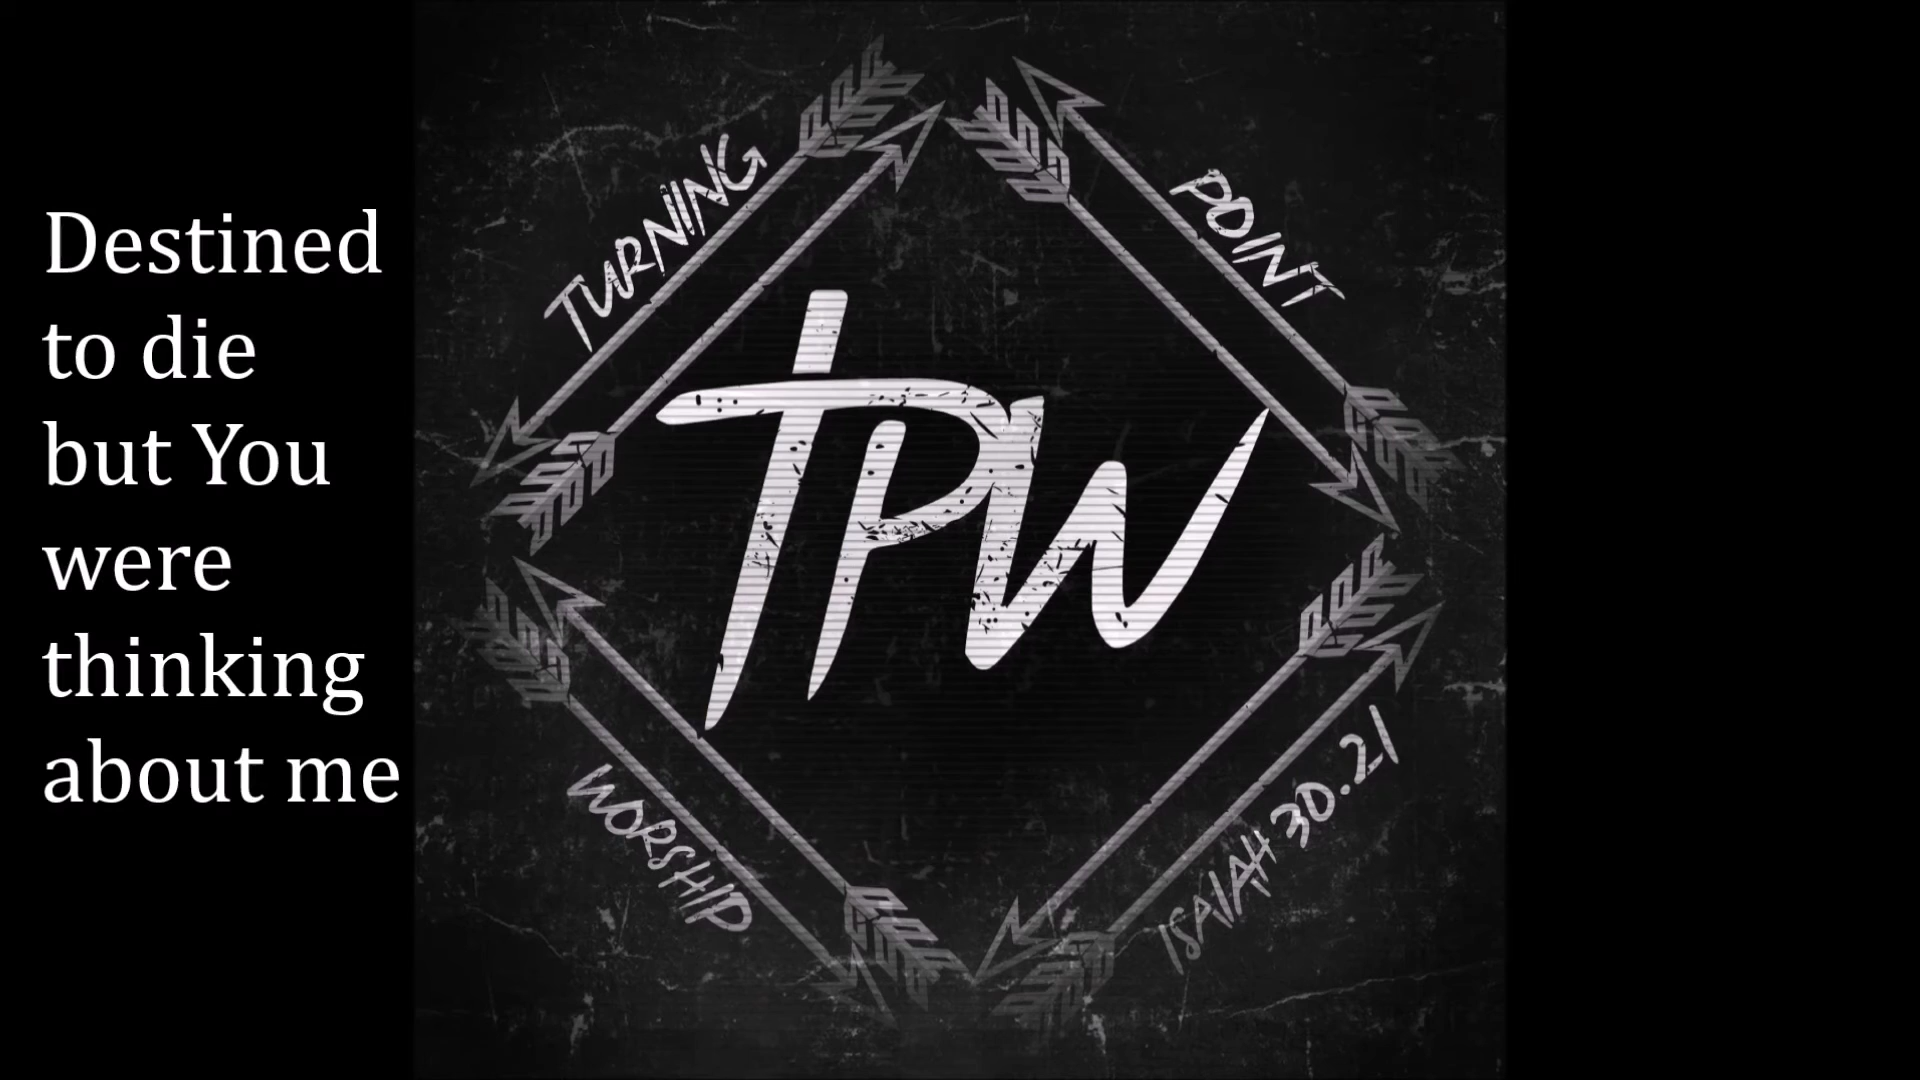 Destined
to die
but You
were
thinking
about me
TURNING
POINT
TPW
WORSHIP
ISAIAH 30.21